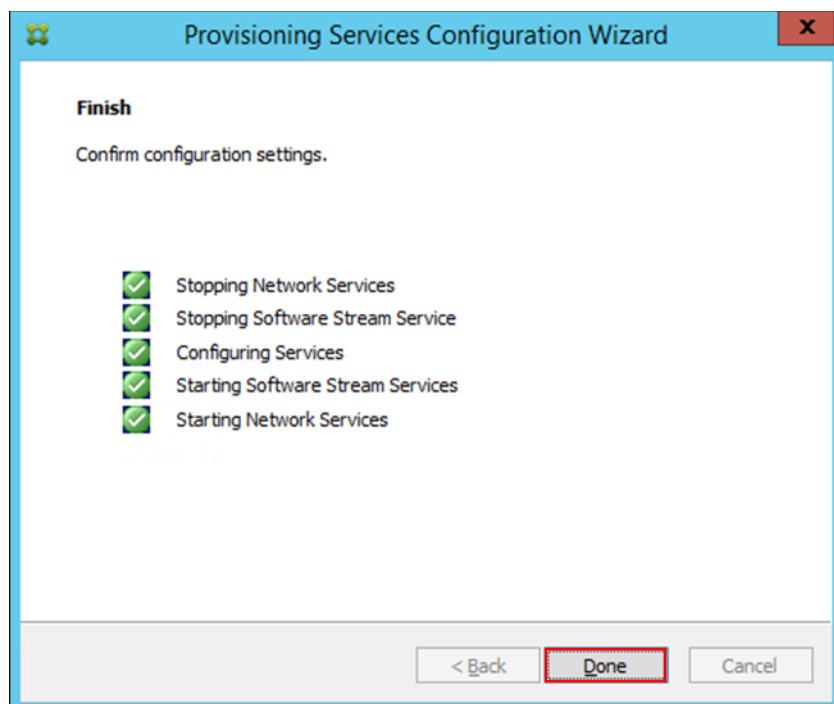 Provisioning Services Configuration Wizard
X
Finish
Confirm configuration settings.
Stopping Network Services
Stopping Software Stream Service
Configuring Services
Starting Software Stream Services
Starting Network Services
< Back
Done
Cancel